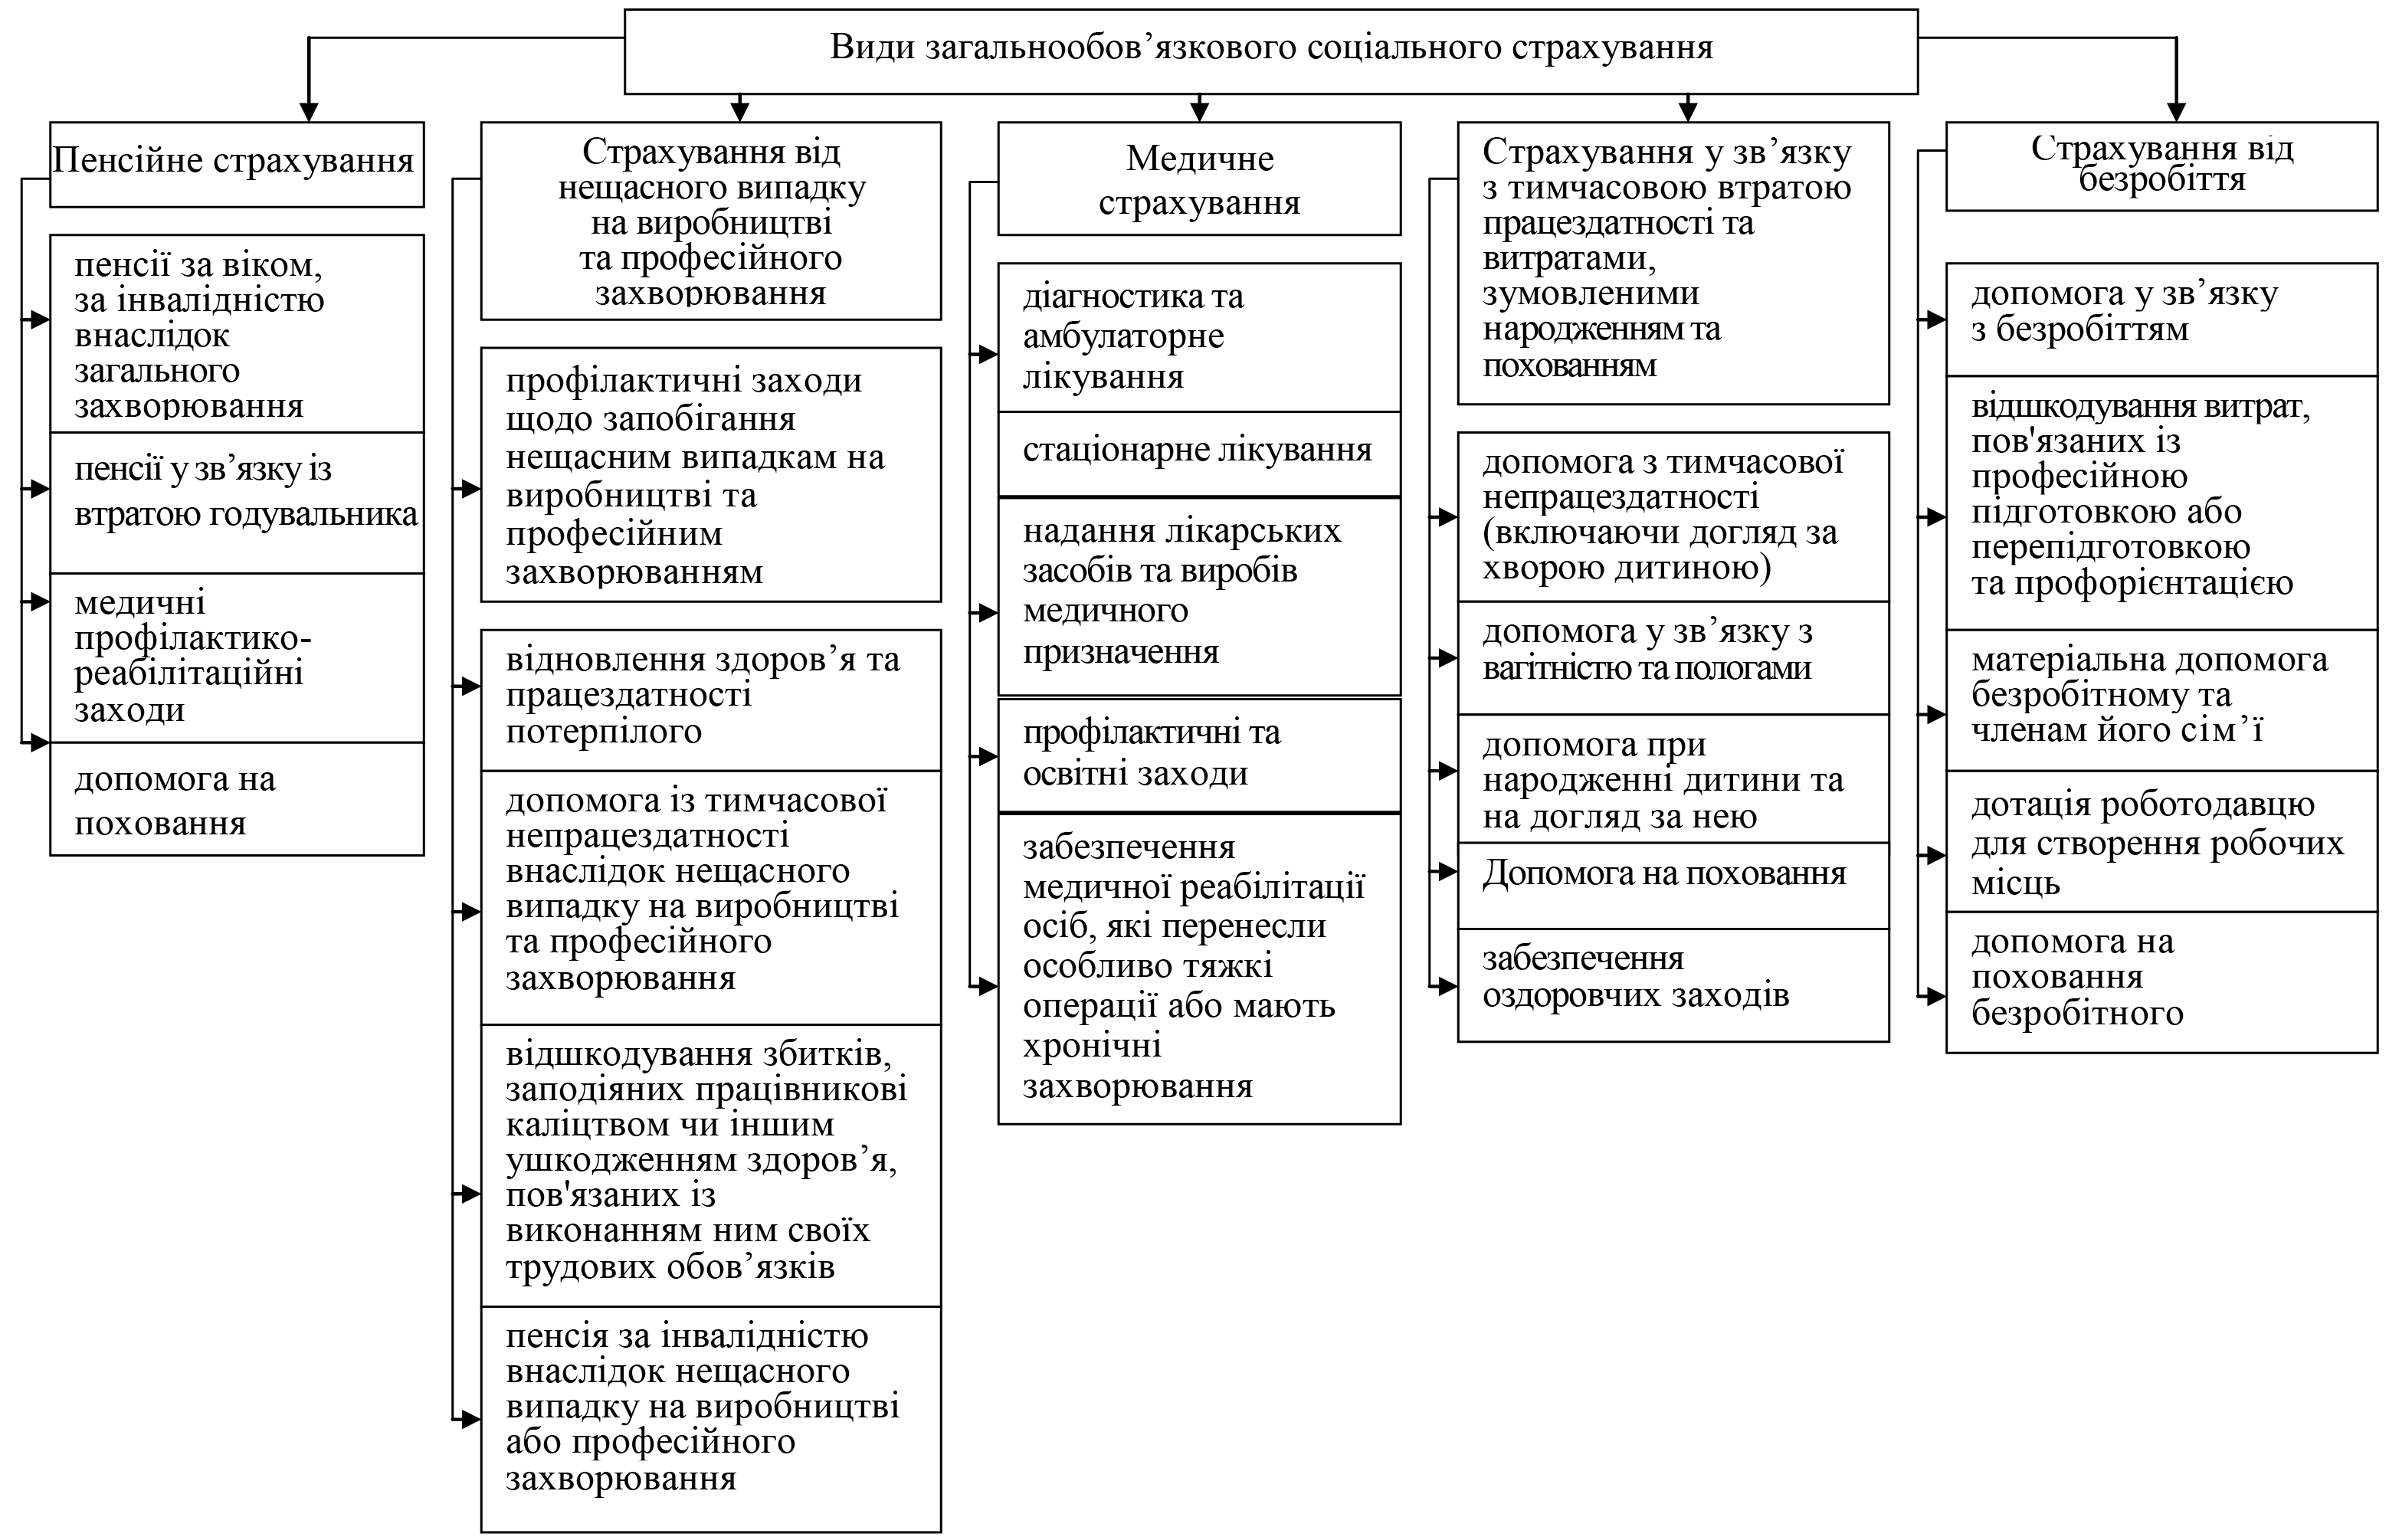 Види загальнообов’язкового соціального страхування
Пенсійне страхування
пенсії за віком,
за інвалідністю
внаслідок
загального
захворювання
пенсії у зв’язку із
втратою годувальника
медичні
профілактико-
реабілітаційні
заходи
допомога на
поховання
Страхування від
нещасного випадку
на виробництві
та професійного
захворювання
профілактичні заходи
щодо запобігання
нещасним випадкам на
виробництві та
професійним
захворюванням
відновлення здоров’я та
працездатності
потерпілого
допомога із тимчасової
непрацездатності
внаслідок нещасного
випадку на виробництві
та професійного
захворювання
відшкодування збитків,
заподіяних працівникові
каліцтвом чи іншим
ушкодженням здоров’я,
пов'язаних із
виконанням ним своїх
трудових обов’язків
пенсія за інвалідністю
внаслідок нещасного
випадку на виробництві
або професійного
захворювання
Медичне
страхування
діагностика та
амбулаторне
лікування
стаціонарне лікування
надання лікарських
засобів та виробів
медичного
призначення
профілактичні та
освітні заходи
забезпечення
медичної реабілітації
осіб, які перенесли
особливо тяжкі
операції або мають
хронічні
захворювання
Страхування у зв’язку
з тимчасовою втратою
працездатності та
витратами,
зумовленими
народженням та
похованням
допомога з тимчасової
непрацездатності
(включаючи догляд за
хворою дитиною)
допомога у зв’язку з
вагітністю та пологами
допомога при
народженні дитини та
на догляд за нею
Допомога на поховання
забезпечення
оздоровчих заходів
Страхування від
безробіття
допомога у зв’язку
з безробіттям
відшкодування витрат,
пов'язаних із
професійною
підготовкою або
перепідготовкою
та профорієнтацією
матеріальна допомога
безробітному та
членам його сім’ї
дотація роботодавцю
для створення робочих
місць
допомога на
поховання
безробітного